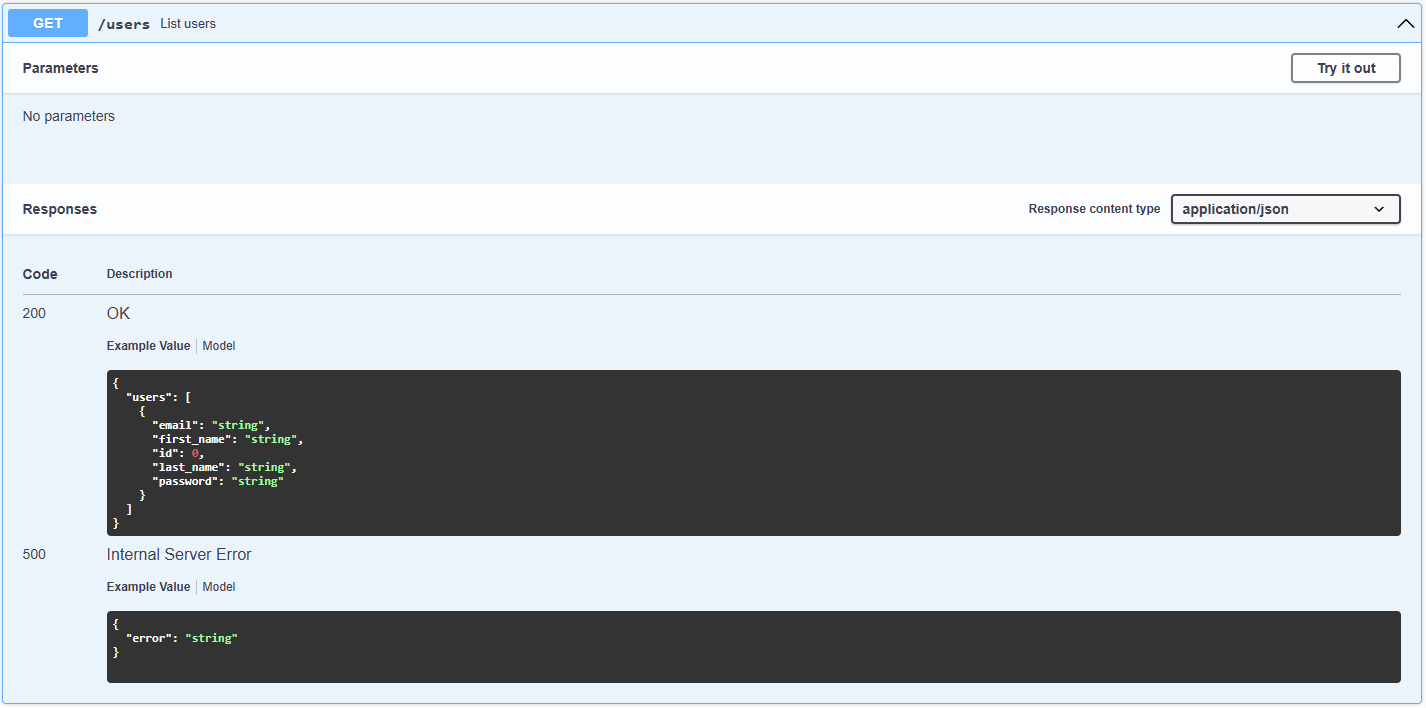 GET /users List users
Parameters Try it out
No parameters
Responses Response content type application/json
Code Description
200 OK
Example Value Model
{
  "users": [
    {
      "email": "string",
      "first_name": "string",
      "id": 0,
      "last_name": "string",
      "password": "string"
    }
  ]
}
500 Internal Server Error
Example Value Model
{
  "error": "string"
}